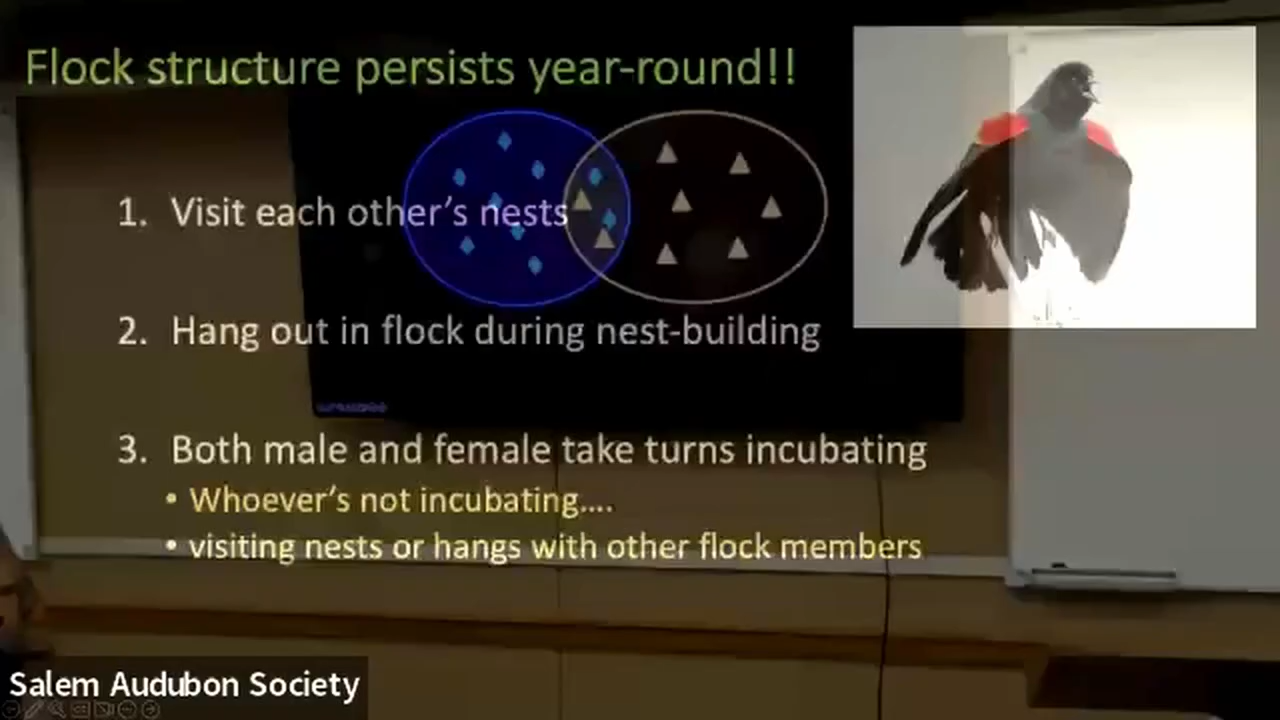 Flock structure persists year-round!!
1. Visit each other's nests
2. Hang out in flock during nest-building
3. Both male and female take turns incubating
• Whoever's not incubating....
• visiting nests or hangs with other flock members
Salem Audubon Society